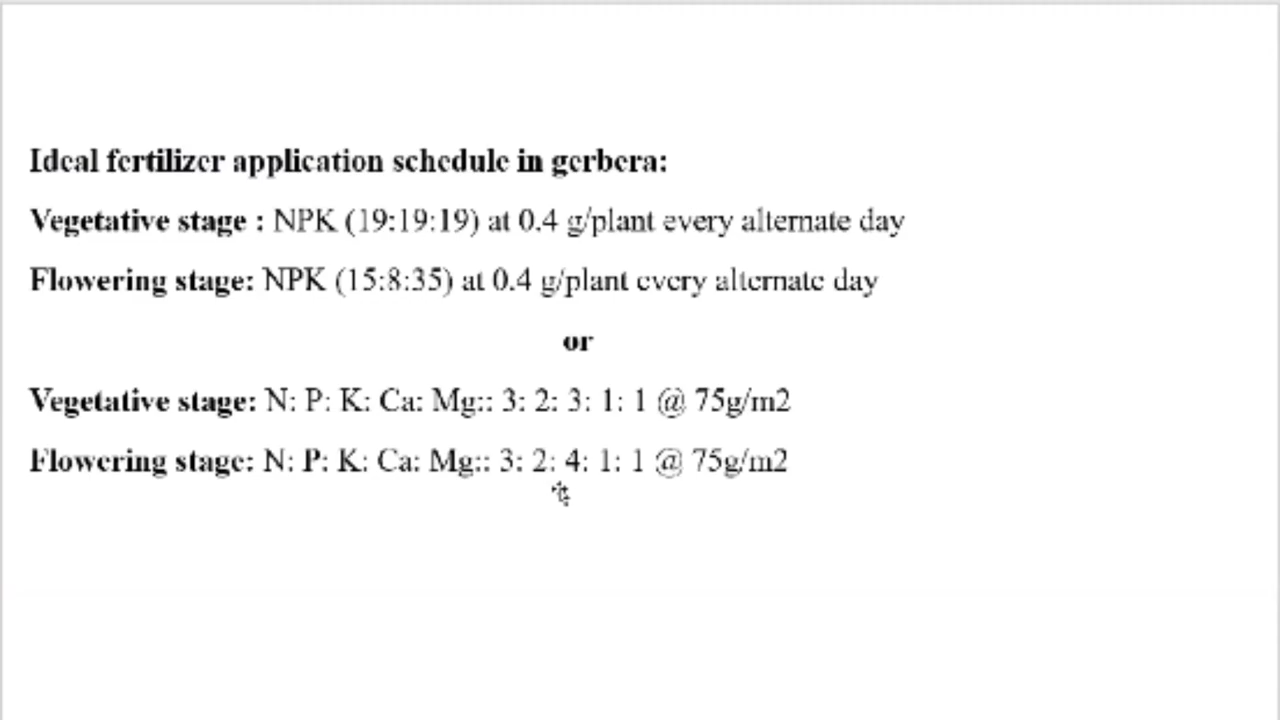 Ideal fertilizer application schedule in gerbera:
Vegetative stage : NPK (19:19:19) at 0.4 g/plant every alternate day
Flowering stage: NPK (15:8:35) at 0.4 g/plant every alternate day
or
Vegetative stage: N: P: K: Ca: Mg:: 3: 2: 3: 1: 1 @ 75g/m2
Flowering stage: N: P: K: Ca: Mg:: 3: 2: 4: 1: 1 @ 75g/m2